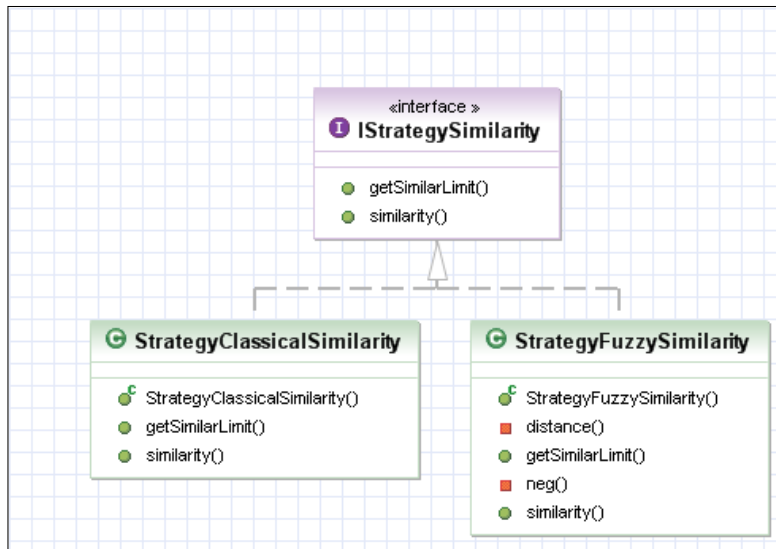 «interface »
I IStrategySimilarity
getSimilarLimit()
similarity()
C StrategyClassicalSimilarity
C StrategyClassicalSimilarity()
getSimilarLimit()
similarity()
C StrategyFuzzySimilarity
C StrategyFuzzySimilarity()
distance()
getSimilarLimit()
neg()
similarity()